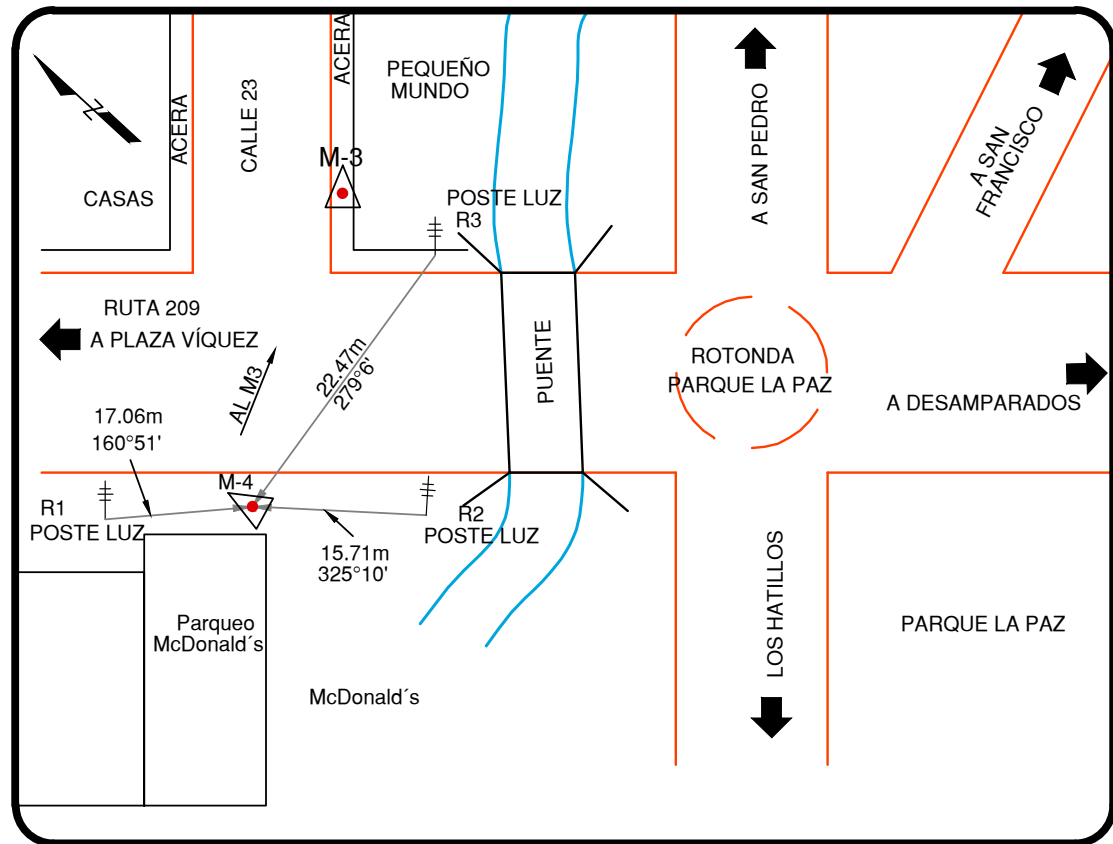 Z
ACERA
CALLE 23
ACERA
PEQUEÑO
MUNDO
M-3
CASAS
POSTE LUZ
R3
A SAN PEDRO
A SAN
FRANCISCO
RUTA 209
A PLAZA VÍQUEZ
AL M3
22.47m
279°6'
PUENTE
ROTONDA
PARQUE LA PAZ
A DESAMPARADOS
17.06m
160°51'
M-4
R1
POSTE LUZ
R2
POSTE LUZ
15.71m
325°10'
LOS HATILLOS
Parqueo
McDonald´s
McDonald´s
PARQUE LA PAZ